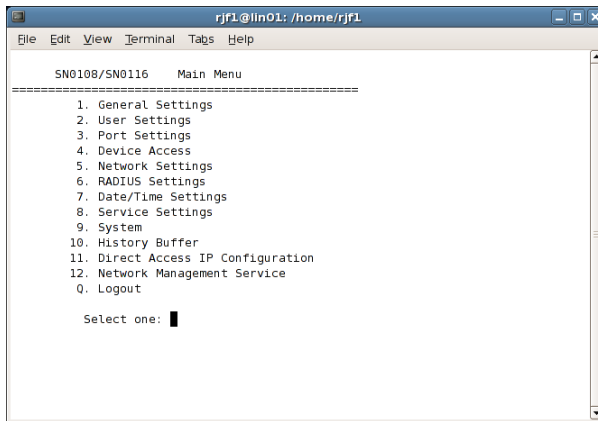 rjf1@lin01: /home/rjf1
File Edit View Terminal Tabs Help
SN0108/SN0116 Main Menu
================================================
1. General Settings
2. User Settings
3. Port Settings
4. Device Access
5. Network Settings
6. RADIUS Settings
7. Date/Time Settings
8. Service Settings
9. System
10. History Buffer
11. Direct Access IP Configuration
12. Network Management Service
Q. Logout
Select one: